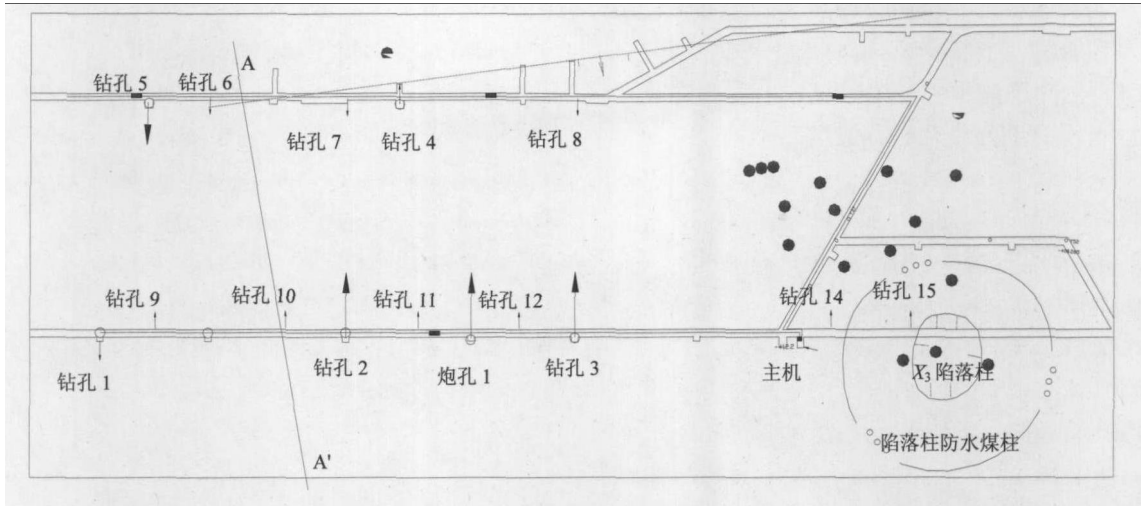 A
钻孔 5
钻孔 6
钻孔 7
钻孔 4
钻孔 8
钻孔 9
钻孔 10
钻孔 11
钻孔 12
钻孔 14
钻孔 15
钻孔 1
钻孔 2
炮孔 1
钻孔 3
主机
X₃ 陷落柱
陷落柱防水煤柱
A'